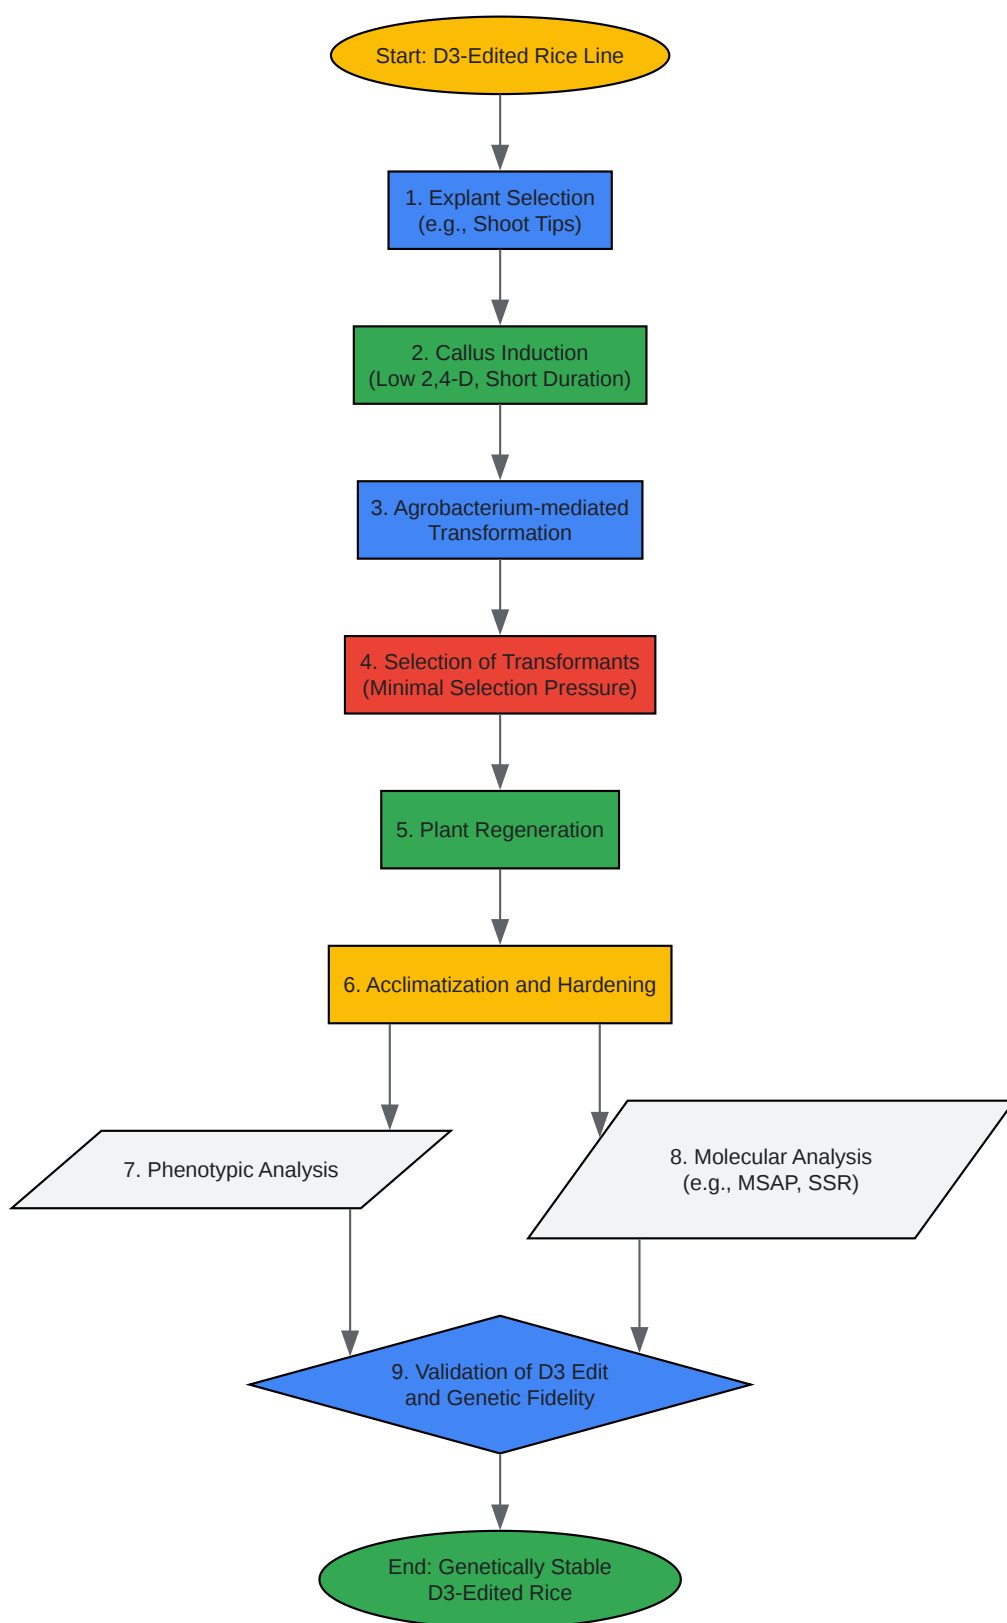 Start: D3-Edited Rice Line
1. Explant Selection
(e.g., Shoot Tips)
2. Callus Induction
(Low 2,4-D, Short Duration)
3. Agrobacterium-mediated
Transformation
4. Selection of Transformants
(Minimal Selection Pressure)
5. Plant Regeneration
6. Acclimatization and Hardening
7. Phenotypic Analysis
8. Molecular Analysis
(e.g., MSAP, SSR)
9. Validation of D3 Edit
and Genetic Fidelity
End: Genetically Stable
D3-Edited Rice